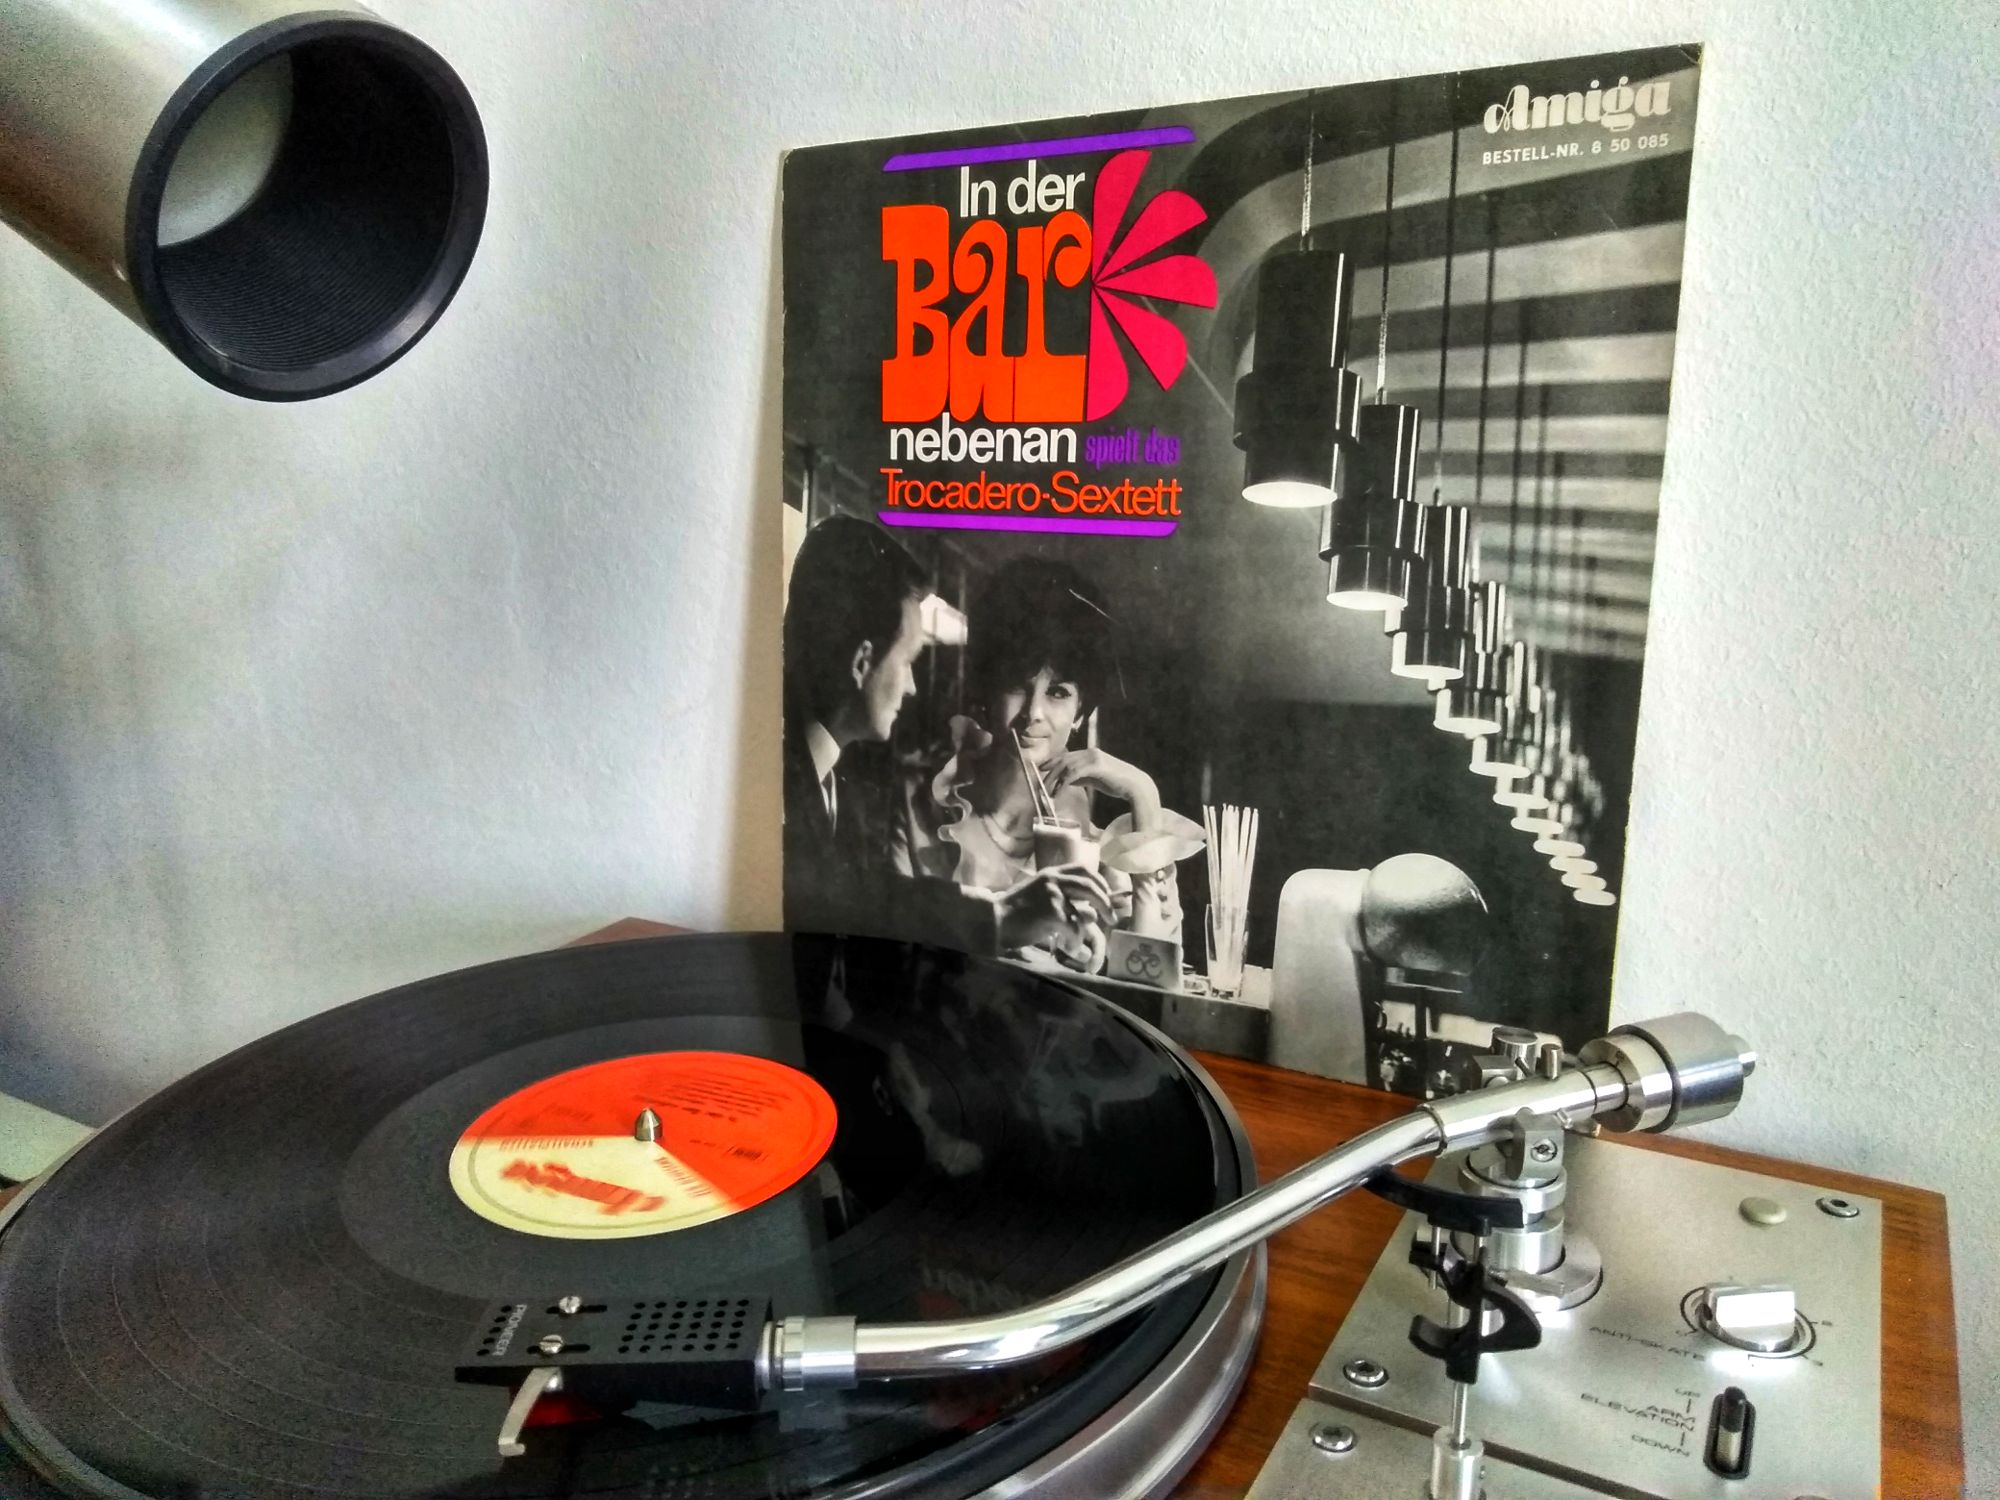 Amiga
BESTELL-NR. 8 50 085
In der
Bar
nebenan spielt das
Trocadero-Sextett
PIONEER
ANTI-SKATE
UP
ARM
ELEVATION
DOWN